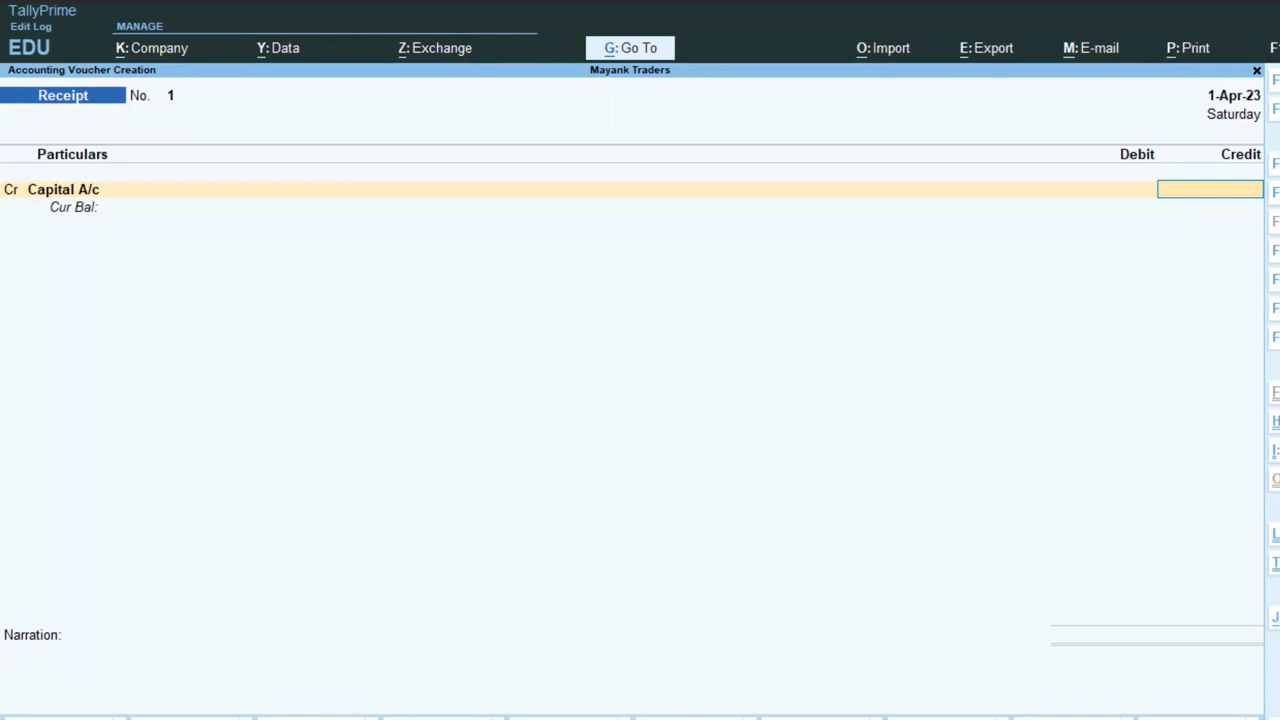 TallyPrime
Edit Log
MANAGE
EDU
K: Company
Y: Data
Z: Exchange
G: Go To
O: Import
E: Export
M: E-mail
P: Print
Accounting Voucher Creation
Mayank Traders
Receipt No. 1
1-Apr-23
Saturday
Particulars Debit Credit
Cr Capital A/c
Cur Bal:
Narration: